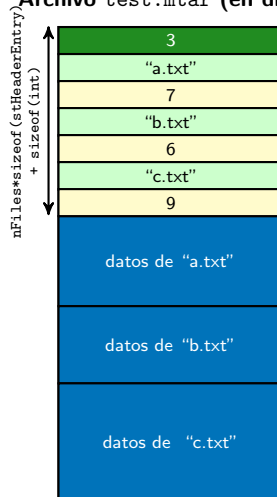 Archivo test.mtar (en di
nFiles*sizeof(stHeaderEntry)
+ sizeof(int)
3
“a.txt”
7
“b.txt”
6
“c.txt”
9
datos de “a.txt”
datos de “b.txt”
datos de “c.txt”